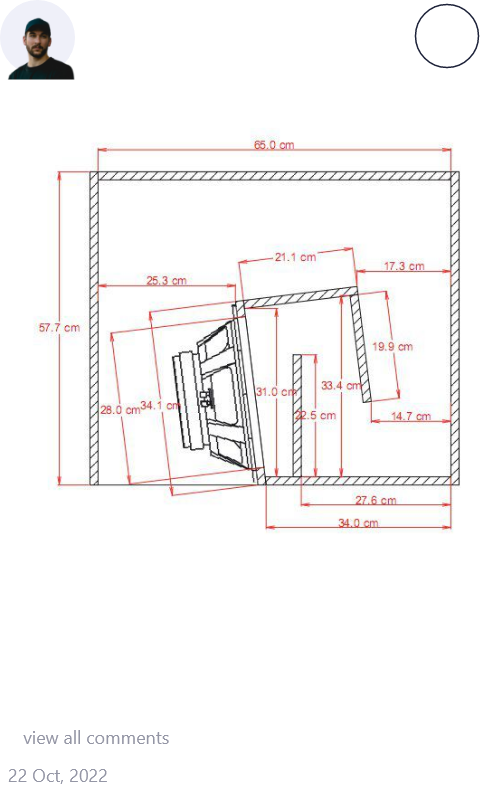 65.0 cm
21.1 cm
17.3 cm
25.3 cm
57.7 cm
19.9 cm
31.0 cm
33.4 cm
28.0 cm
34.1 cm
22.5 cm
14.7 cm
27.6 cm
34.0 cm
view all comments
22 Oct, 2022